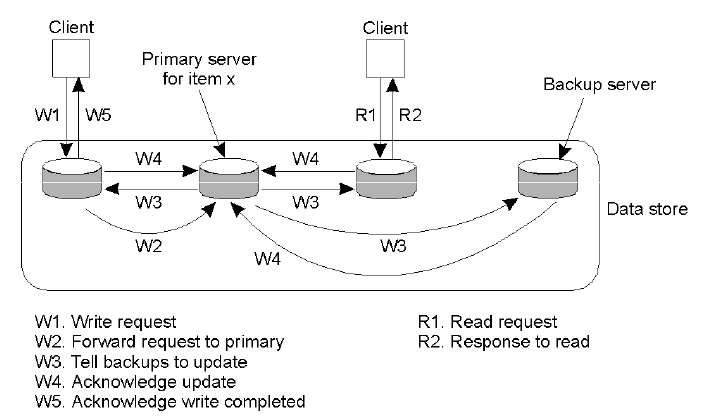 Client
Client
Primary server
for item x
Backup server
W1
W5
R1
R2
W4
W4
W3
W3
Data store
W2
W3
W4
W1. Write request
W2. Forward request to primary
W3. Tell backups to update
W4. Acknowledge update
W5. Acknowledge write completed
R1. Read request
R2. Response to read